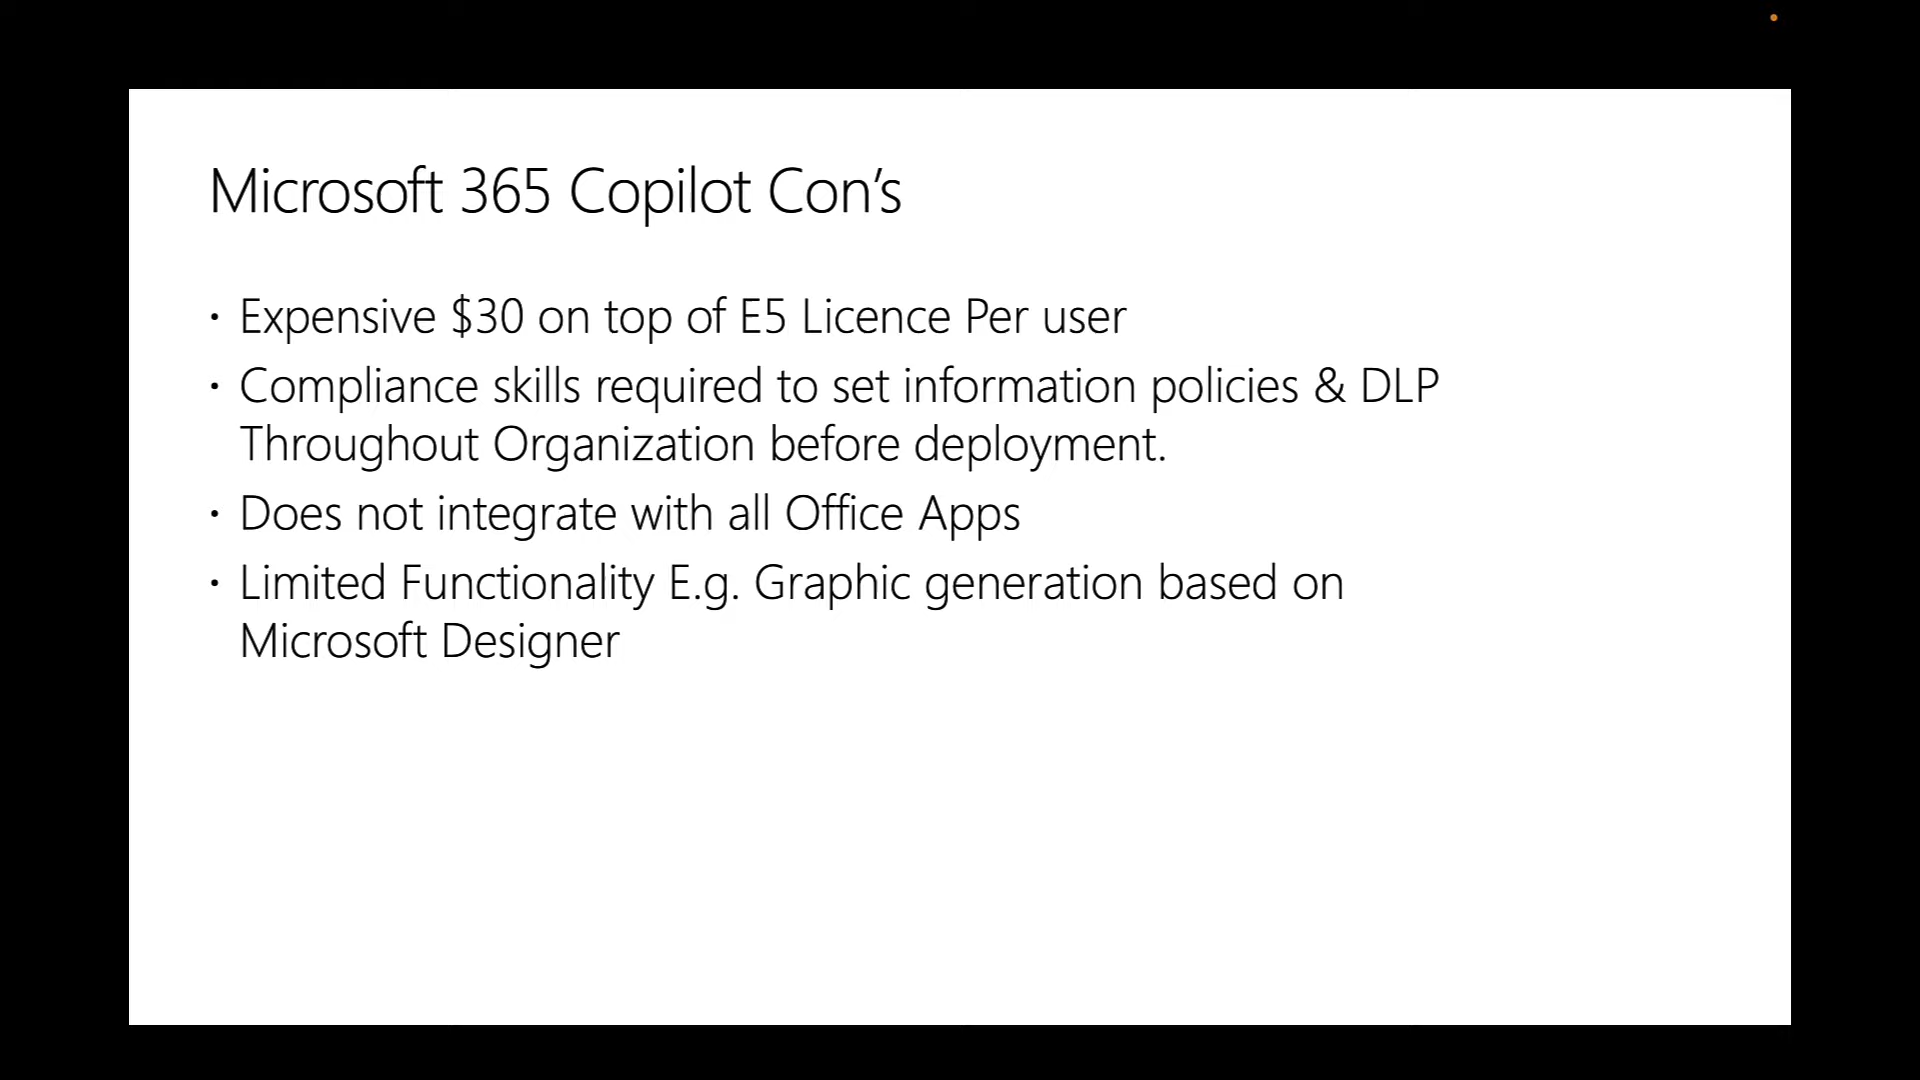 Microsoft 365 Copilot Con’s
• Expensive $30 on top of E5 Licence Per user
• Compliance skills required to set information policies & DLP
Throughout Organization before deployment.
• Does not integrate with all Office Apps
• Limited Functionality E.g. Graphic generation based on
Microsoft Designer